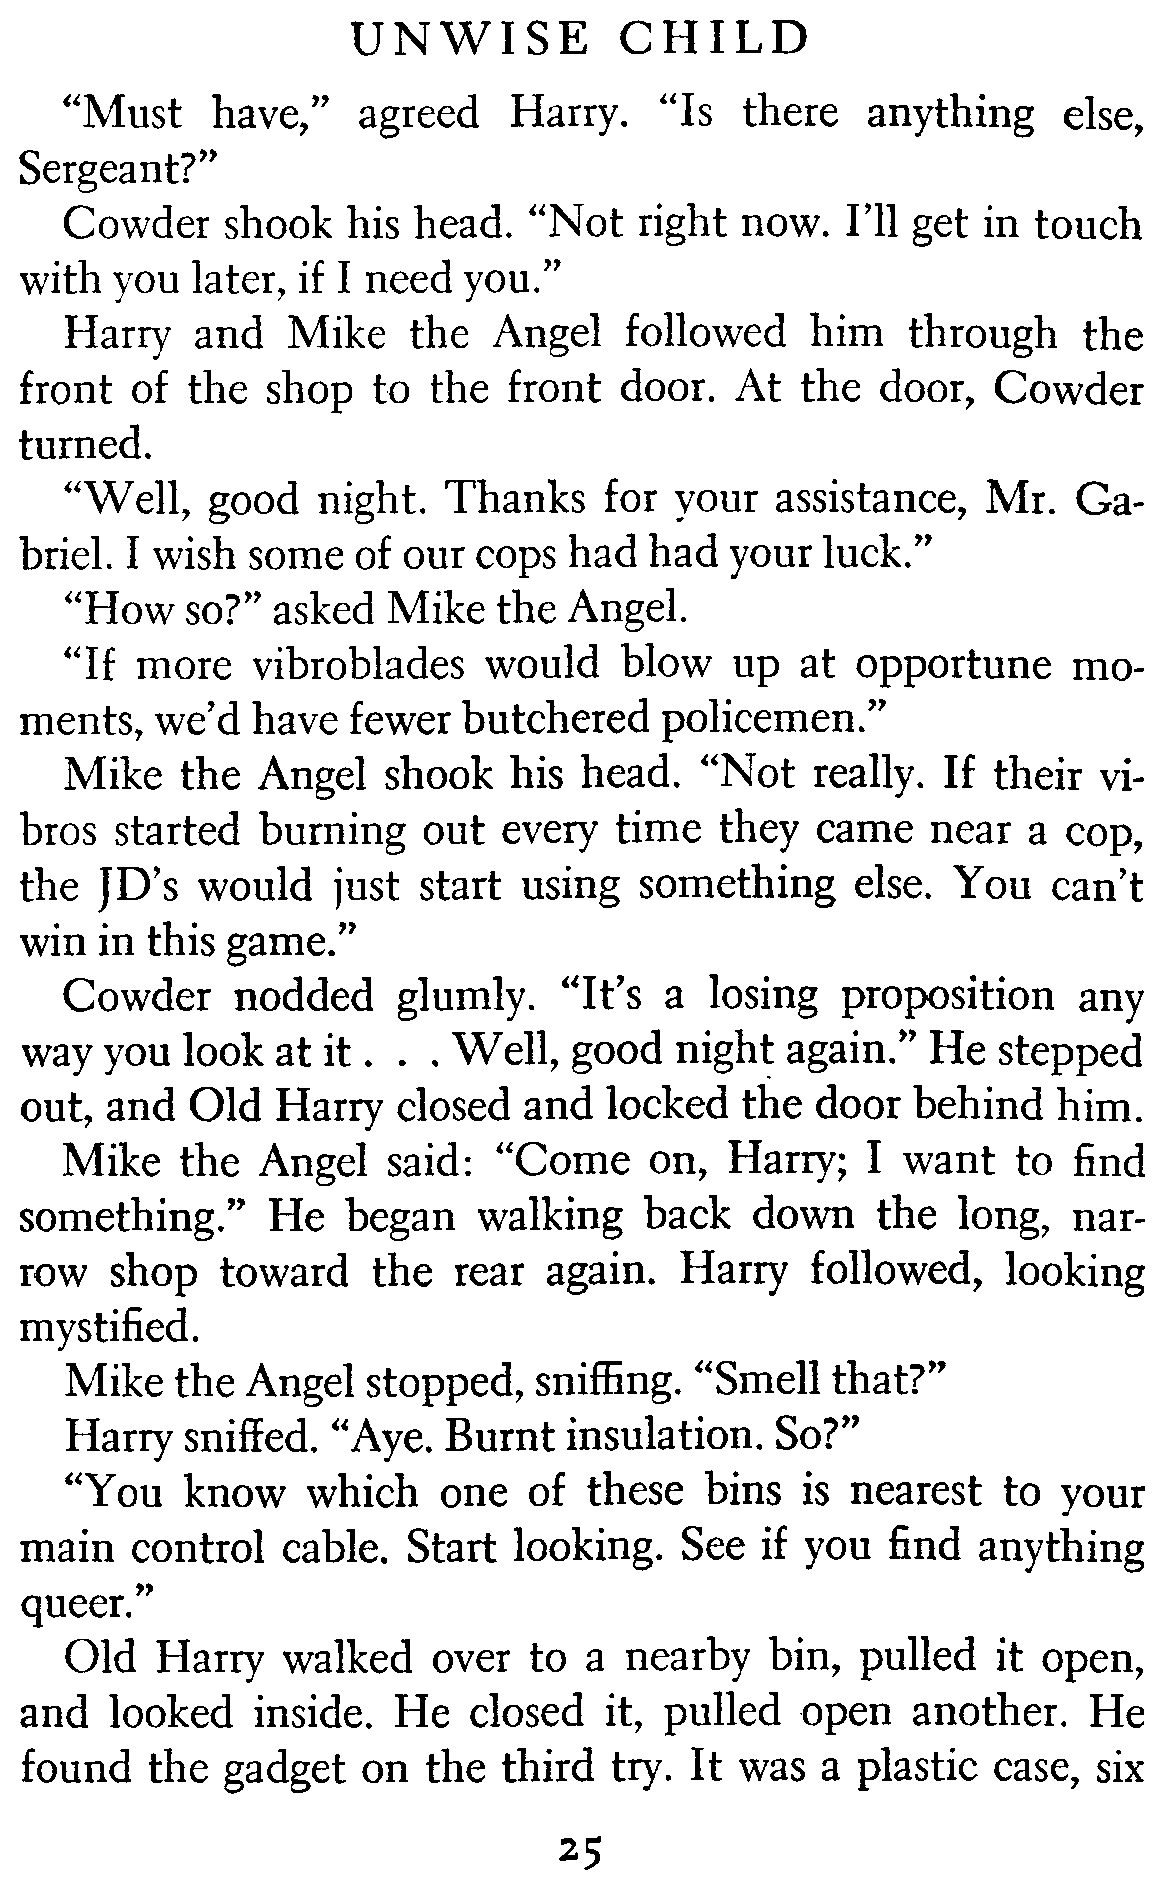 UNWISE CHILD
“Must have,” agreed Harry. “Is there anything else,
Sergeant?”
Cowder shook his head. “Not right now. I’ll get in touch
with you later, if I need you.”
Harry and Mike the Angel followed him through the
front of the shop to the front door. At the door, Cowder
turned.
“Well, good night. Thanks for your assistance, Mr. Ga-
briel. I wish some of our cops had had your luck.”
“How so?” asked Mike the Angel.
“If more vibroblades would blow up at opportune mo-
ments, we’d have fewer butchered policemen.”
Mike the Angel shook his head. “Not really. If their vi-
bros started burning out every time they came near a cop,
the JD’s would just start using something else. You can’t
win in this game.”
Cowder nodded glumly. “It’s a losing proposition any
way you look at it . . . Well, good night again.” He stepped
out, and Old Harry closed and locked the door behind him.
Mike the Angel said: “Come on, Harry; I want to find
something.” He began walking back down the long, nar-
row shop toward the rear again. Harry followed, looking
mystified.
Mike the Angel stopped, sniffing. “Smell that?”
Harry sniffed. “Aye. Burnt insulation. So?”
“You know which one of these bins is nearest to your
main control cable. Start looking. See if you find anything
queer.”
Old Harry walked over to a nearby bin, pulled it open,
and looked inside. He closed it, pulled open another. He
found the gadget on the third try. It was a plastic case, six
25